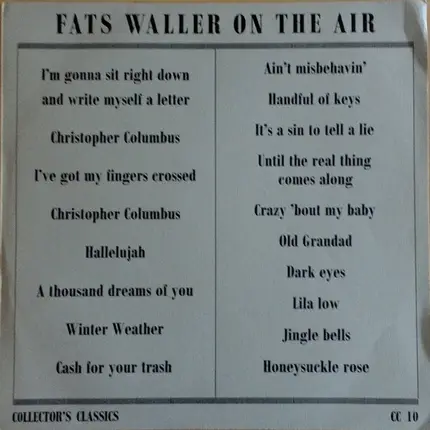 FATS WALLER ON THE AIR
I'm gonna sit right down
and write myself a letter
Christopher Columbus
I've got my fingers crossed
Christopher Columbus
Hallelujah
A thousand dreams of you
Winter Weather
Cash for your trash
Ain't misbehavin'
Handful of keys
It's a sin to tell a lie
Until the real thing
comes along
Crazy 'bout my baby
Old Grandad
Dark eyes
Lila low
Jingle bells
Honeysuckle rose
COLLECTOR'S CLASSICS
CC 10